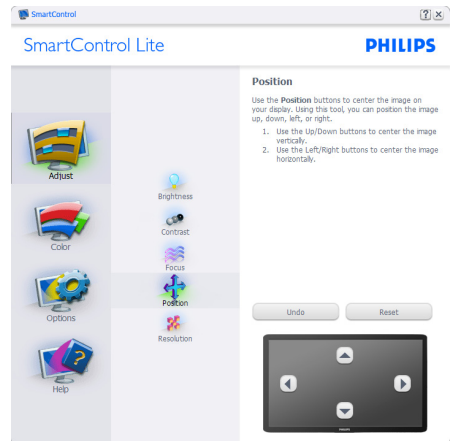 SmartControl
SmartControl Lite
PHILIPS
Adjust
Color
Options
Help
Brightness
Contrast
Focus
Position
Resolution
Position
Use the Position buttons to center the image on
your display. Using this tool, you can position the image
up, down, left, or right.
1. Use the Up/Down buttons to center the image
vertically.
2. Use the Left/Right buttons to center the image
horizontally.
Undo
Reset
PHILIPS